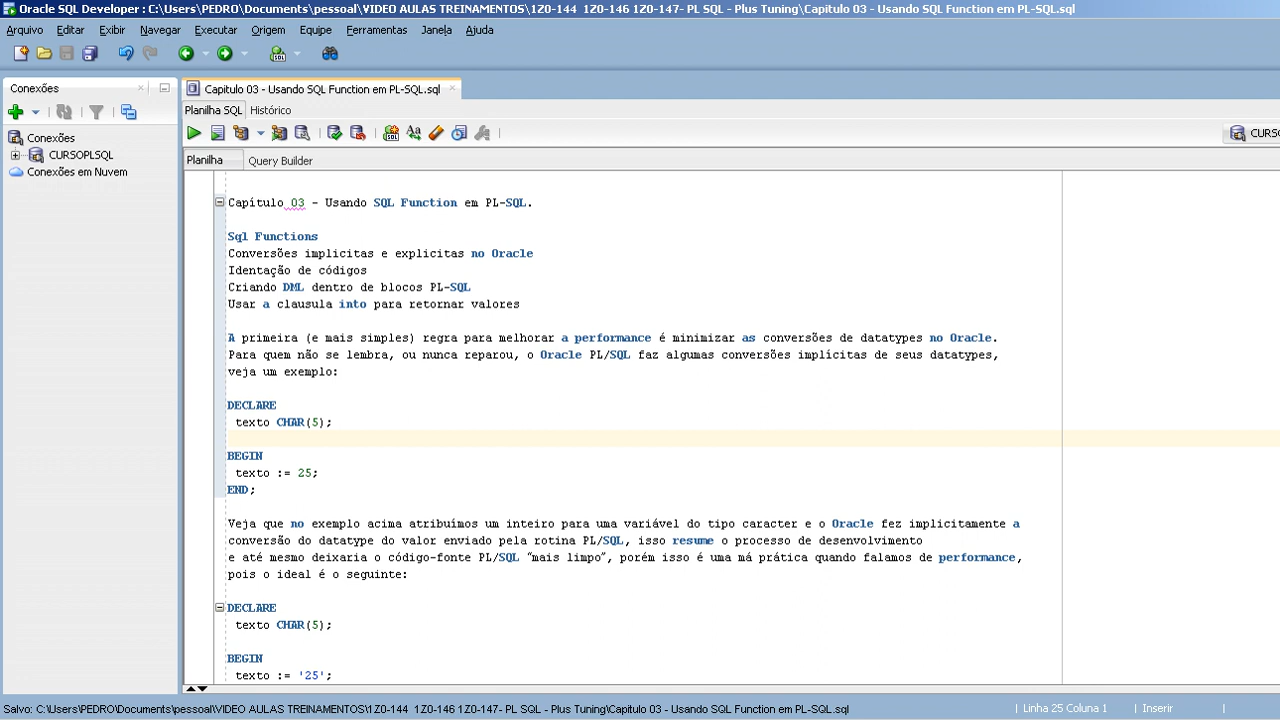 Oracle SQL Developer : C:\Users\PEDRO\Documents\pessoal\VIDEO AULAS TREINAMENTOS\1Z0-144 1Z0-146 1Z0-147- PL SQL - Plus Tuning\Capitulo 03 - Usando SQL Function em PL-SQL.sql
Arquivo Editar Exibir Navegar Executar Origem Equipe Ferramentas Janela Ajuda
Conexões
Capitulo 03 - Usando SQL Function em PL-SQL.sql
Planilha SQL Histórico
Conexões
CURSOPLSQL
Conexões em Nuvem
CURSO
Planilha Query Builder
Capítulo 03 - Usando SQL Function em PL-SQL.
Sql Functions
Conversões implicitas e explicitas no Oracle
Identação de códigos
Criando DML dentro de blocos PL-SQL
Usar a clausula into para retornar valores
A primeira (e mais simples) regra para melhorar a performance é minimizar as conversões de datatypes no Oracle.
Para quem não se lembra, ou nunca reparou, o Oracle PL/SQL faz algumas conversões implícitas de seus datatypes,
veja um exemplo:
DECLARE
texto CHAR(5);
BEGIN
texto := 25;
END;
Veja que no exemplo acima atribuímos um inteiro para uma variável do tipo caracter e o Oracle fez implicitamente a
conversão do datatype do valor enviado pela rotina PL/SQL, isso resume o processo de desenvolvimento
e até mesmo deixaria o código-fonte PL/SQL “mais limpo”, porém isso é uma má prática quando falamos de performance,
pois o ideal é o seguinte:
DECLARE
texto CHAR(5);
BEGIN
texto := '25';
Salvo: C:\Users\PEDRO\Documents\pessoal\VIDEO AULAS TREINAMENTOS\1Z0-144 1Z0-146 1Z0-147- PL SQL - Plus Tuning\Capitulo 03 - Usando SQL Function em PL-SQL.sql
Linha 25 Coluna 1 Inserir